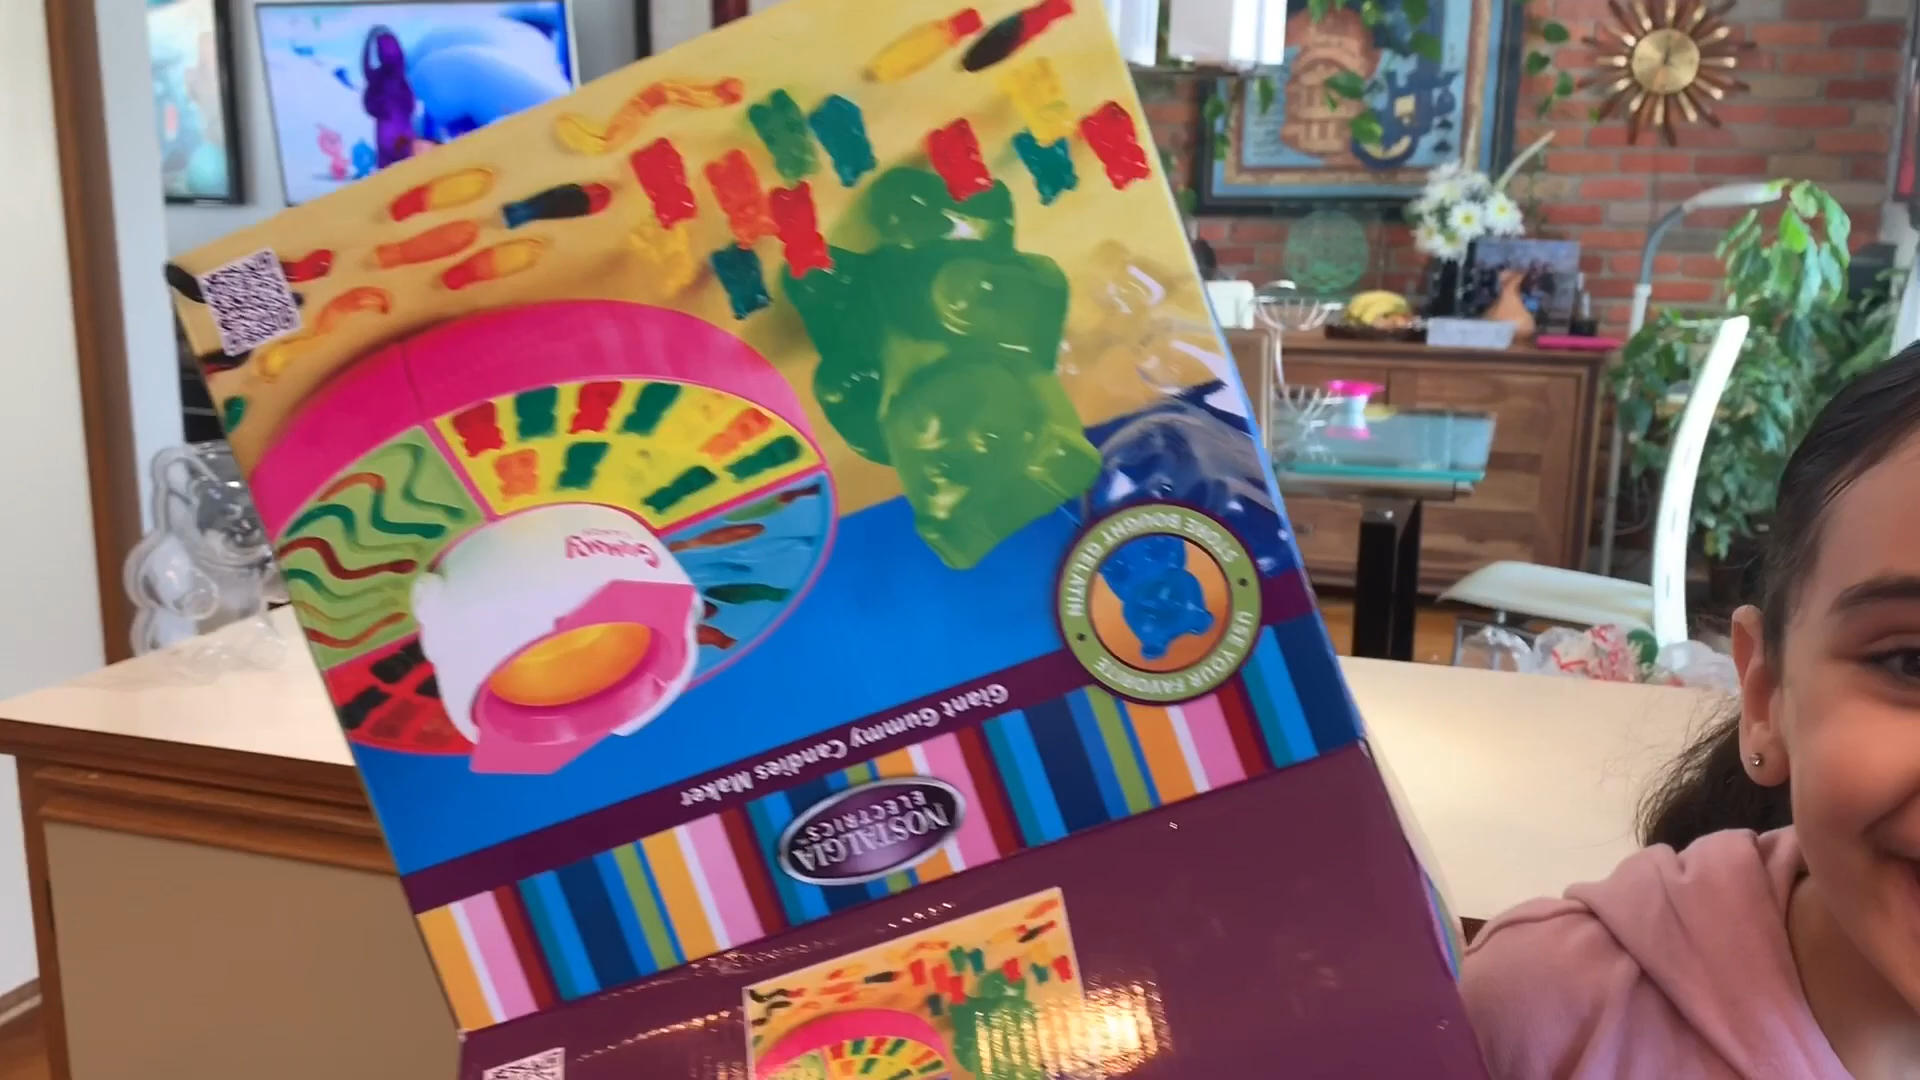 Gummy
USE YOUR FAVORITE
STORE BOUGHT GELATIN
Giant Gummy Candies Maker
NOSTALGIA
ELECTRICS